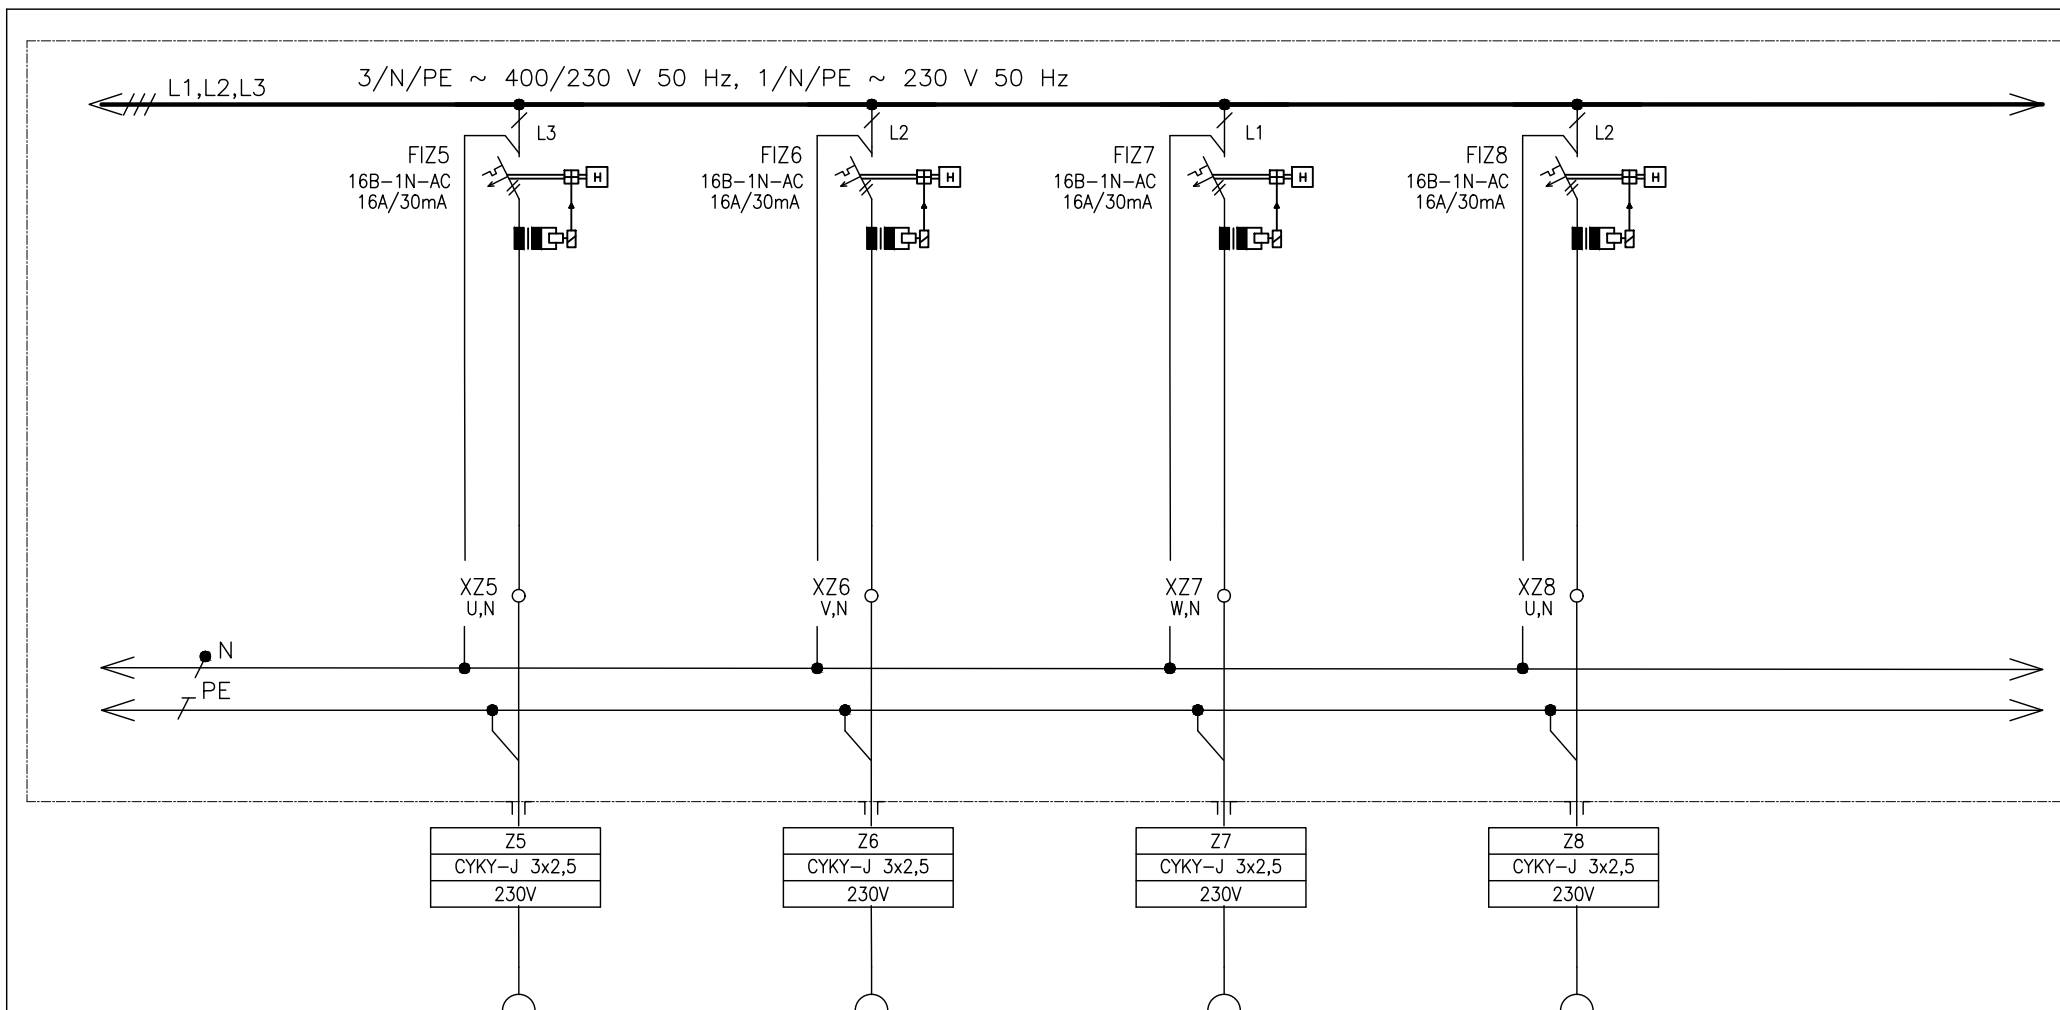 L1,L2,L3
3/N/PE ~ 400/230 V 50 Hz, 1/N/PE ~ 230 V 50 Hz
L3
L2
L1
L2
FIZ5
16B-1N-AC
16A/30mA
H
FIZ6
16B-1N-AC
16A/30mA
H
FIZ7
16B-1N-AC
16A/30mA
H
FIZ8
16B-1N-AC
16A/30mA
H
XZ5
U,N
XZ6
V,N
XZ7
W,N
XZ8
U,N
N
PE
Z5
CYKY-J 3x2,5
230V
Z6
CYKY-J 3x2,5
230V
Z7
CYKY-J 3x2,5
230V
Z8
CYKY-J 3x2,5
230V